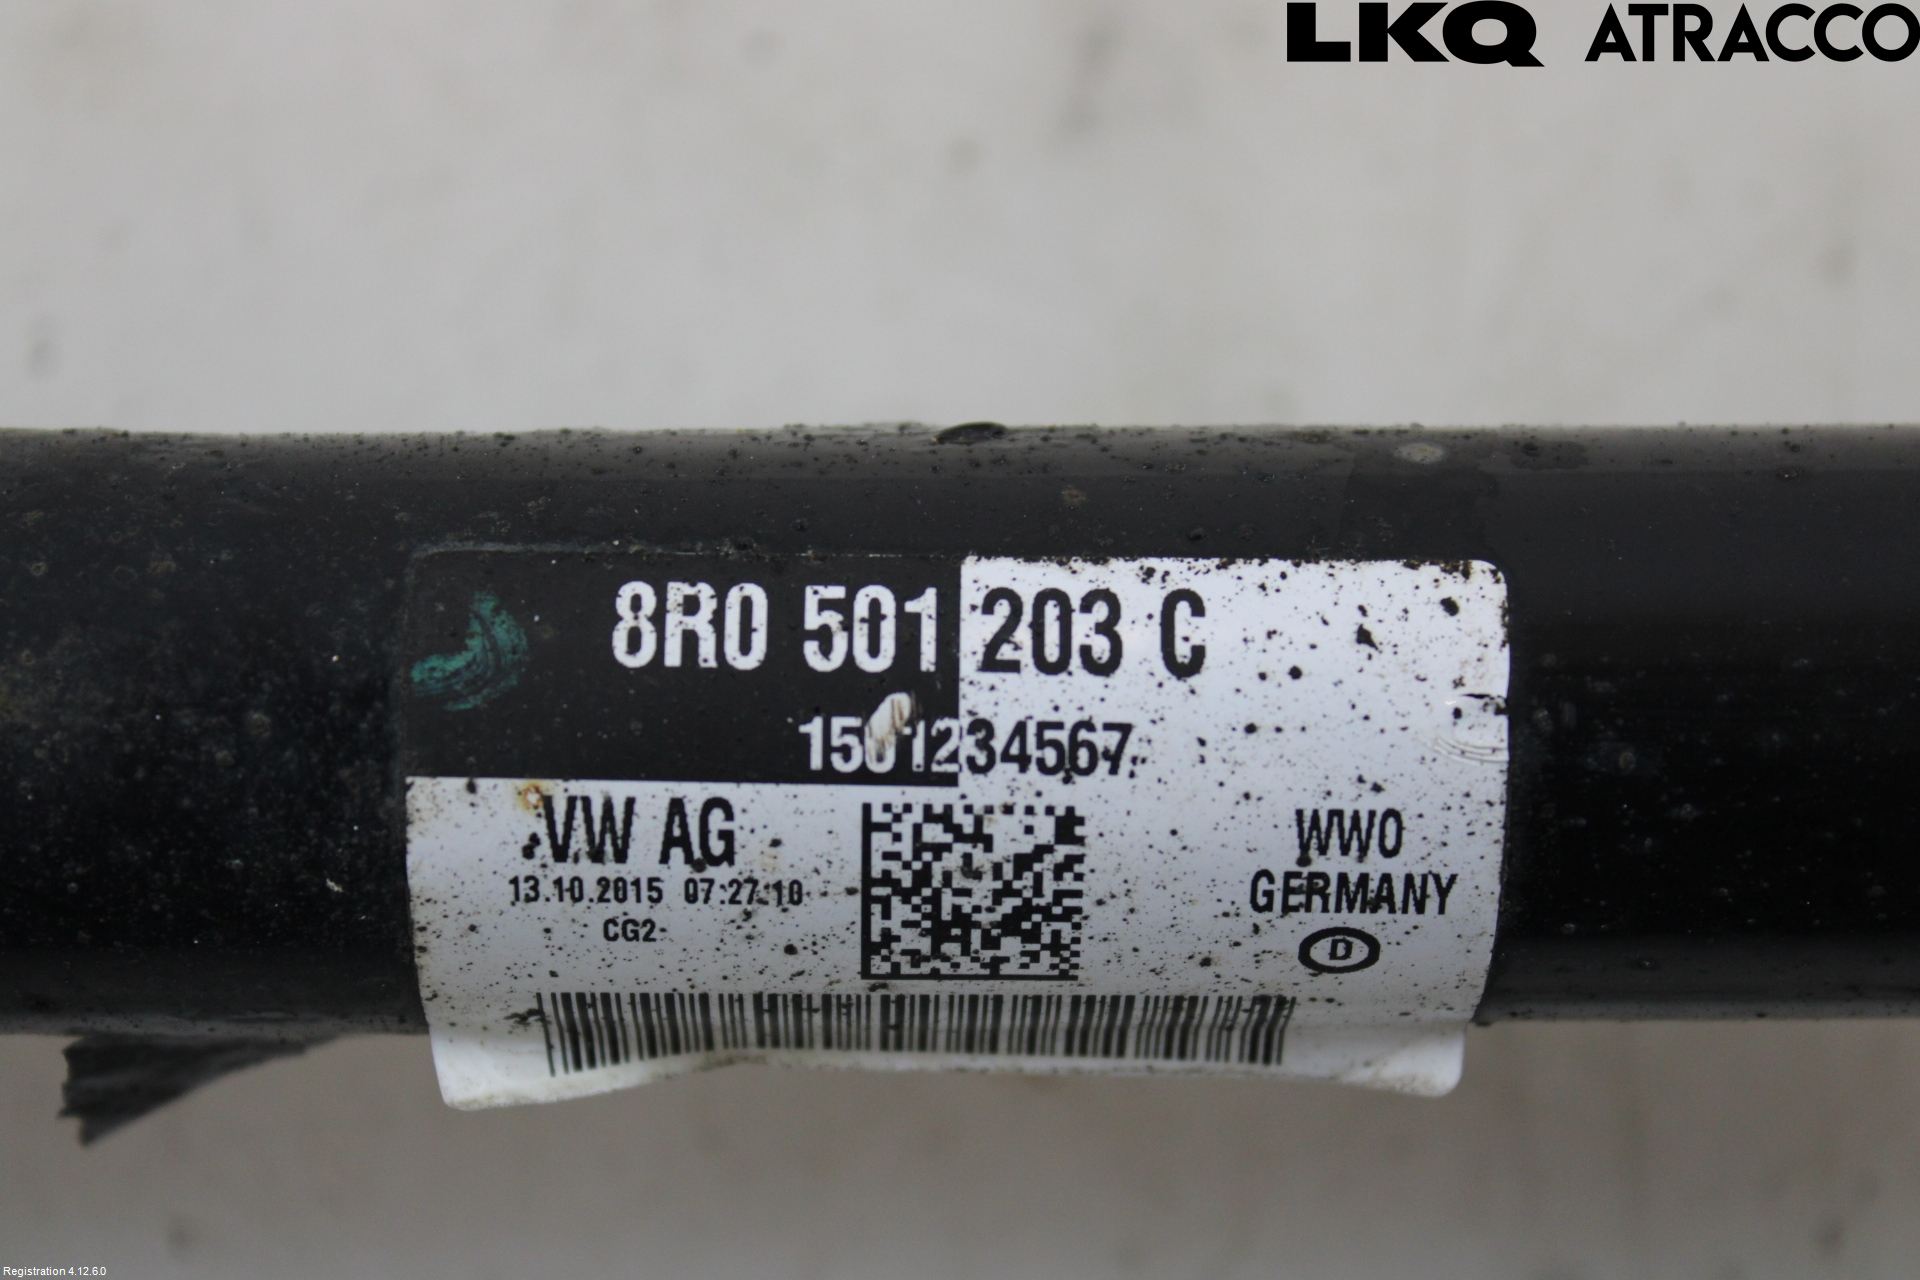 LKQ ATRACCO
8R0 501 203 C
1501234567
VW AG
13.10.2015 07:27:10
CG2
WWO
GERMANY
D
Registration 4.12.6.0